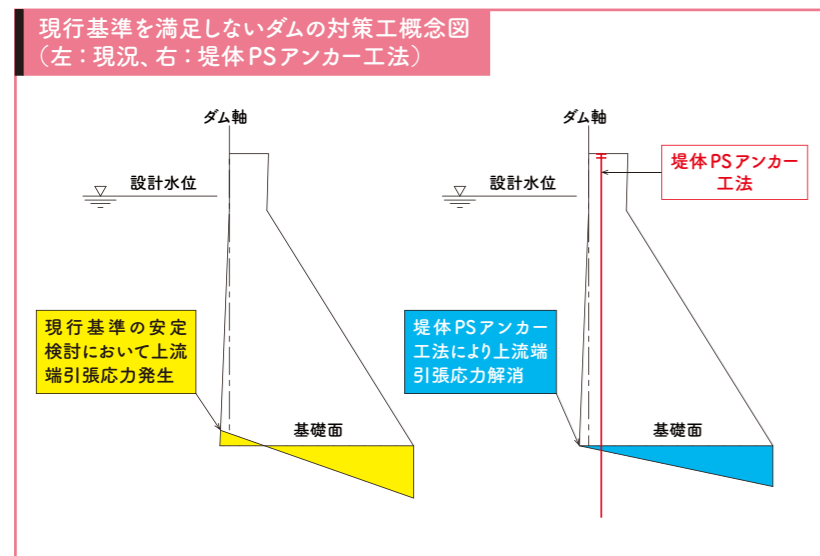 現行基準を満足しないダムの対策工概念図
(左:現況、右:堤体PSアンカー工法)
ダム軸
設計水位
現行基準の安定
検討において上流
端引張応力発生
基礎面
ダム軸
堤体PSアンカー
工法
設計水位
堤体PSアンカー
工法により上流端
引張応力解消
基礎面